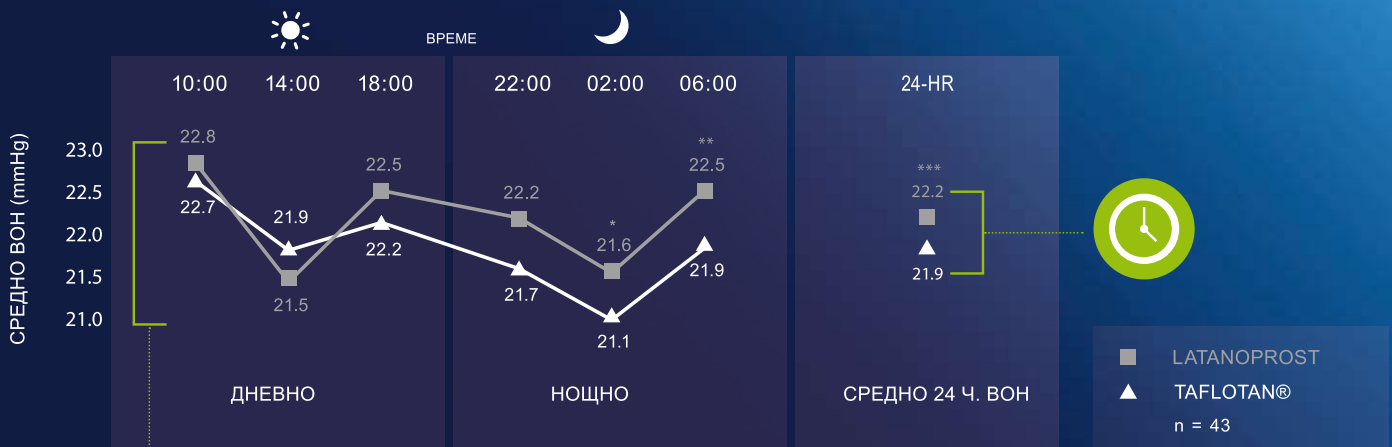 ВРЕМЕ
10:00 14:00 18:00 22:00 02:00 06:00 24-HR
СРЕДНО ВОН (mmHg)
23.0
22.5
22.0
21.5
21.0
22.8
22.7
21.9
21.5
22.5
22.2
22.2
21.7
*
21.6
21.1
**
22.5
21.9
***
22.2
21.9
ДНЕВНО
НОЩНО
СРЕДНО 24 Ч. ВОН
LATANOPROST
TAFLOTAN®
n = 43